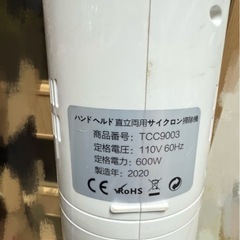 ハンドヘルド直立両用サイクロン掃除機
商品番号：TCC9003
定格電圧：110V 60Hz
定格電力：600W
製造年：2020
CE RoHS